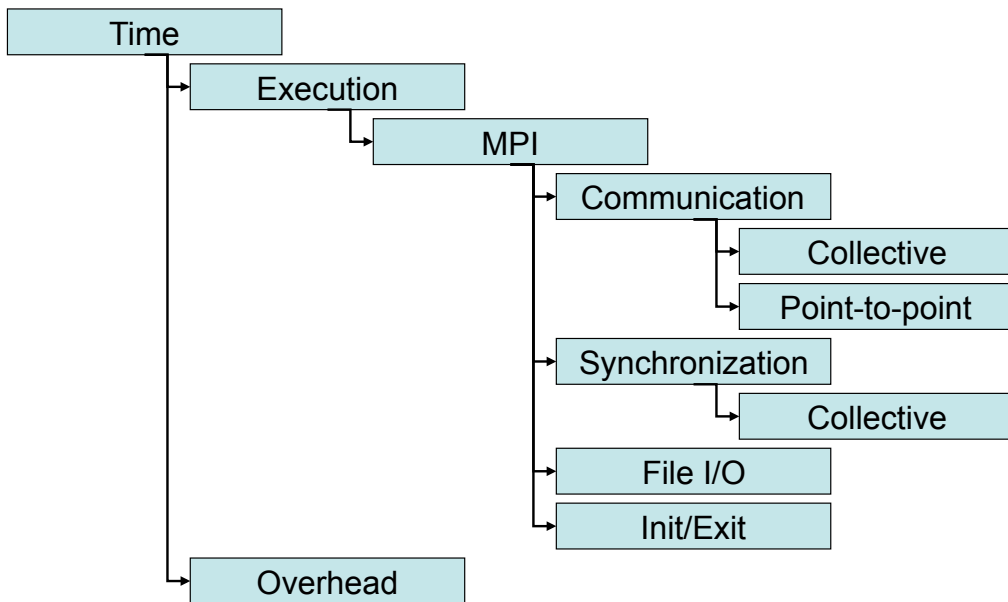 Time
Execution
MPI
Communication
Collective
Point-to-point
Synchronization
Collective
File I/O
Init/Exit
Overhead